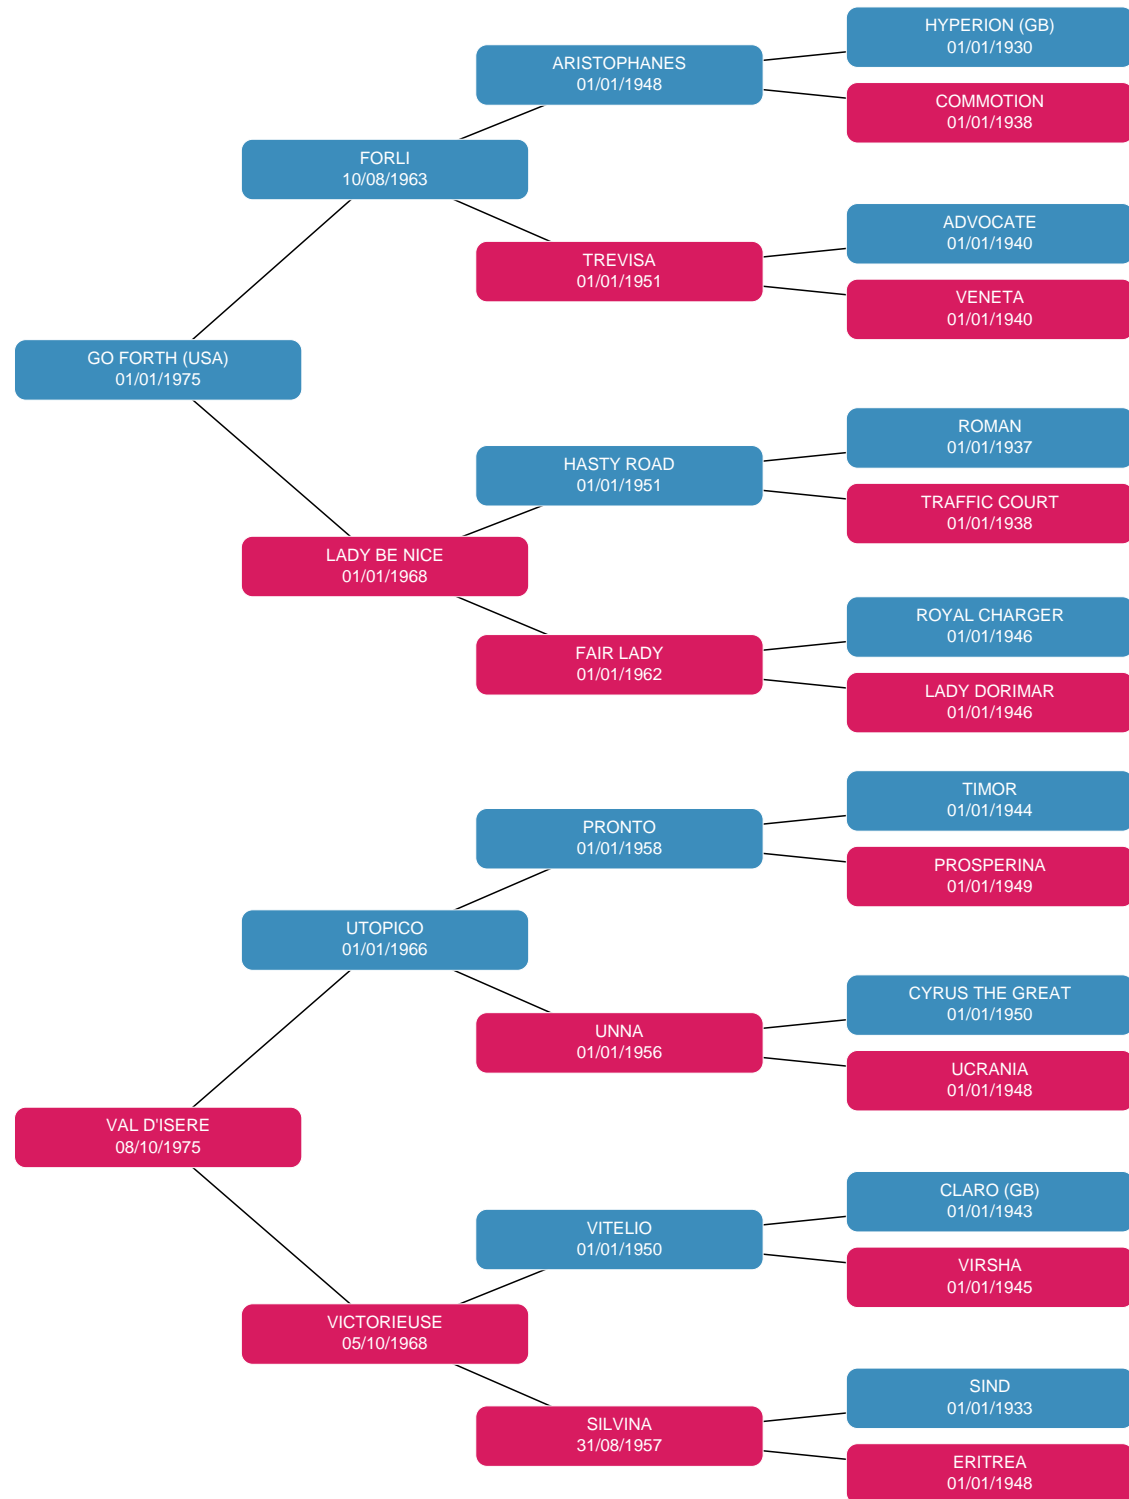 HYPERION (GB)
01/01/1930
ARISTOPHANES
01/01/1948
COMMOTION
01/01/1938
FORLI
10/08/1963
ADVOCATE
01/01/1940
TREVISA
01/01/1951
VENETA
01/01/1940
GO FORTH (USA)
01/01/1975
ROMAN
01/01/1937
HASTY ROAD
01/01/1951
TRAFFIC COURT
01/01/1938
LADY BE NICE
01/01/1968
ROYAL CHARGER
01/01/1946
FAIR LADY
01/01/1962
LADY DORIMAR
01/01/1946
TIMOR
01/01/1944
PRONTO
01/01/1958
PROSPERINA
01/01/1949
UTOPICO
01/01/1966
CYRUS THE GREAT
01/01/1950
UNNA
01/01/1956
UCRANIA
01/01/1948
VAL D'ISERE
08/10/1975
CLARO (GB)
01/01/1943
VITELIO
01/01/1950
VIRSHA
01/01/1945
VICTORIEUSE
05/10/1968
SIND
01/01/1933
SILVINA
31/08/1957
ERITREA
01/01/1948